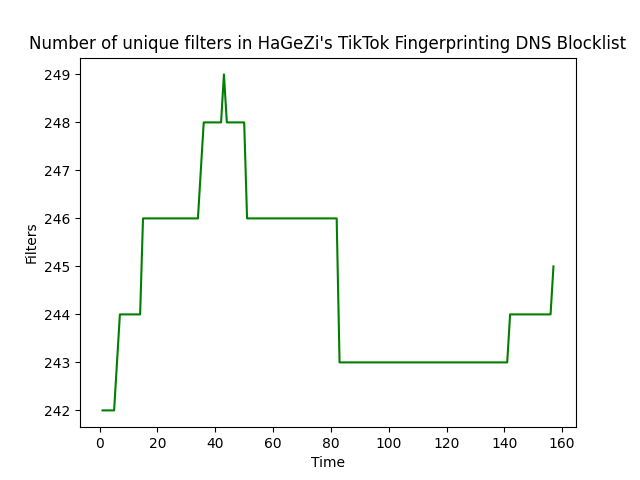 Number of unique filters in HaGeZi's TikTok Fingerprinting DNS Blocklist
249
248
247
246
245
244
243
242
Filters
0 20 40 60 80 100 120 140 160
Time